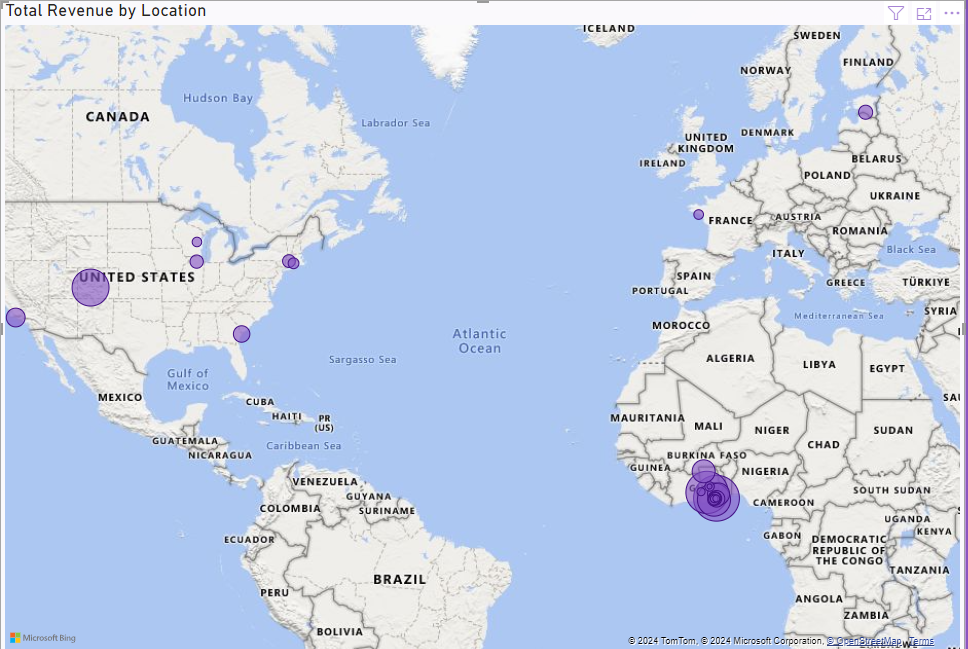 Total Revenue by Location
ICELAND
SWEDEN
FINLAND
NORWAY
Hudson Bay
CANADA
Labrador Sea
UNITED
KINGDOM
DENMARK
IRELAND
BELARUS
POLAND
UKRAINE
FRANCE
AUSTRIA
ROMANIA
Black Sea
ITALY
UNITED STATES
SPAIN
GREECE
TÜRKIYE
PORTUGAL
SYRIA
Mediterranean Sea
MOROCCO
Atlantic
Ocean
Sargasso Sea
ALGERIA
LIBYA
EGYPT
Gulf of
Mexico
MEXICO
CUBA
HAITI
PR
(US)
MAURITANIA
MALI
NIGER
SUDAN
CHAD
GUATEMALA
Caribbean Sea
NICARAGUA
BURKINA FASO
GUINEA
NIGERIA
VENEZUELA
GUYANA
SURINAME
COLOMBIA
SOUTH SUDAN
CAMEROON
UGANDA
KENYA
ECUADOR
GABON
DEMOCRATIC
REPUBLIC OF
THE CONGO
TANZANIA
BRAZIL
PERU
ANGOLA
ZAMBIA
BOLIVIA
Microsoft Bing
© 2024 TomTom, © 2024 Microsoft Corporation, © OpenStreetMap Terms